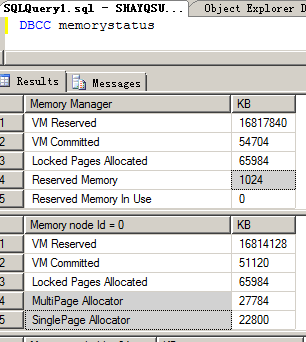 SQLQuery1.sql - SHAYQSU...
Object Explorer D
DBCC memorystatus
Results
Messages
Memory Manager KB
1 VM Reserved 16817840
2 VM Committed 54704
3 Locked Pages Allocated 65984
4 Reserved Memory 1024
5 Reserved Memory In Use 0
Memory node Id = 0 KB
1 VM Reserved 16814128
2 VM Committed 51120
3 Locked Pages Allocated 65984
4 MultiPage Allocator 27784
5 SinglePage Allocator 22800